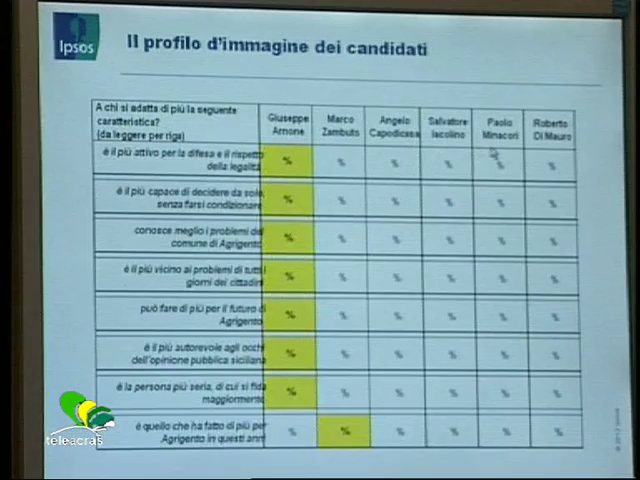 Ipsos
Il profilo d'immagine dei candidati
A chi si adatta di più la seguente
caratteristica?
(da leggere per riga)
Giuseppe
Arnone
Marco
Zambuto
Angelo
Capodicasa
Salvatore
Iacolino
Paolo
Minacori
Roberto
Di Mauro
è il più attivo per la difesa e il rispetto
della legalità
% % % % % %
è il più capace di decidere da solo,
senza farsi condizionare
% % % % % %
conosce meglio i problemi del
comune di Agrigento
% % % % % %
è il più vicino ai problemi di tutti i
giorni dei cittadini
% % % % % %
può fare di più per il futuro di
Agrigento
% % % % % %
è il più autorevole agli occhi
dell'opinione pubblica siciliana
% % % % % %
è la persona più seria, di cui si fida
maggiormente
% % % % % %
è quello che ha fatto di più per
Agrigento in questi anni
% % % % % %
teleacras